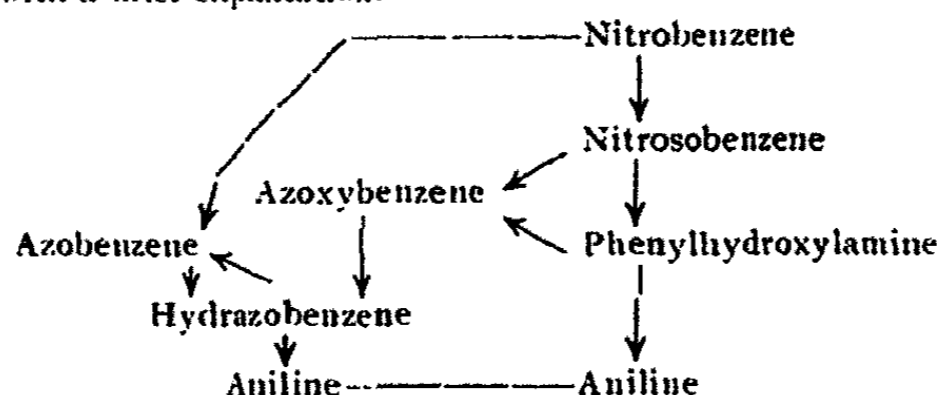 Nitrobenzene
Nitrosobenzene
Azoxybenzene
Azobenzene
Phenylhydroxylamine
Hydrazobenzene
Aniline
Aniline